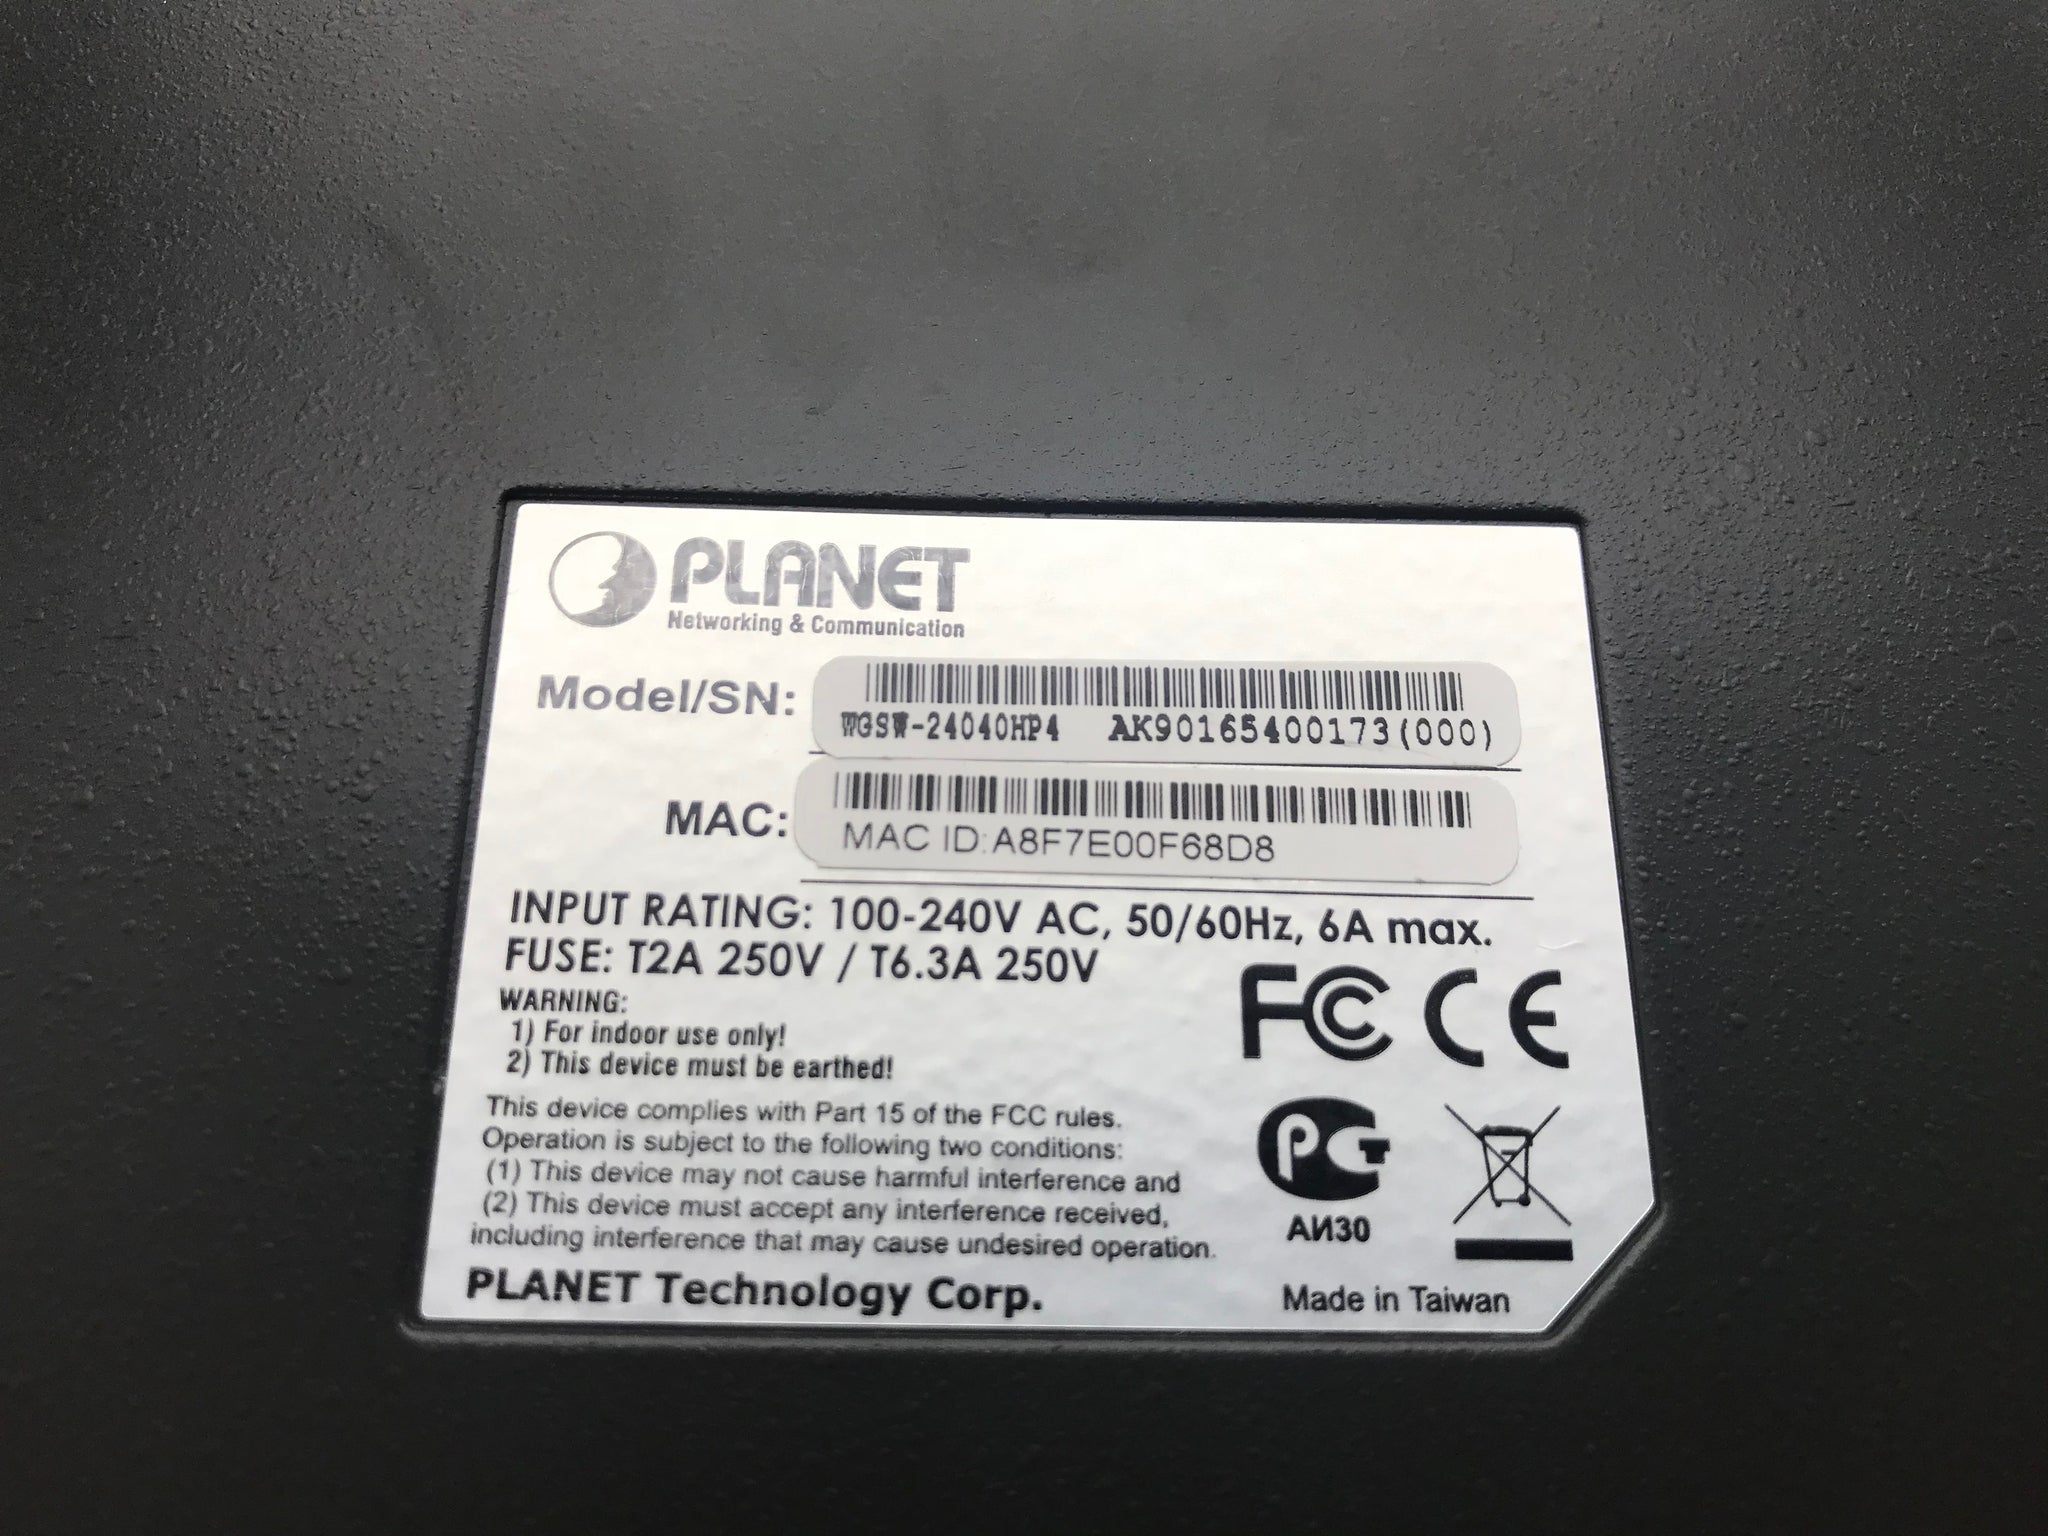 PLANET
Networking & Communication
Model/SN: WGSW-24040HP4 AK90165400173(000)
MAC: MAC ID:A8F7E00F68D8
INPUT RATING: 100-240V AC, 50/60Hz, 6A max.
FUSE: T2A 250V / T6.3A 250V
WARNING:
1) For indoor use only!
2) This device must be earthed!
FC CE
This device complies with Part 15 of the FCC rules.
Operation is subject to the following two conditions:
(1) This device may not cause harmful interference and
(2) This device must accept any interference received,
including interference that may cause undesired operation.
PG
АИ30
PLANET Technology Corp.
Made in Taiwan